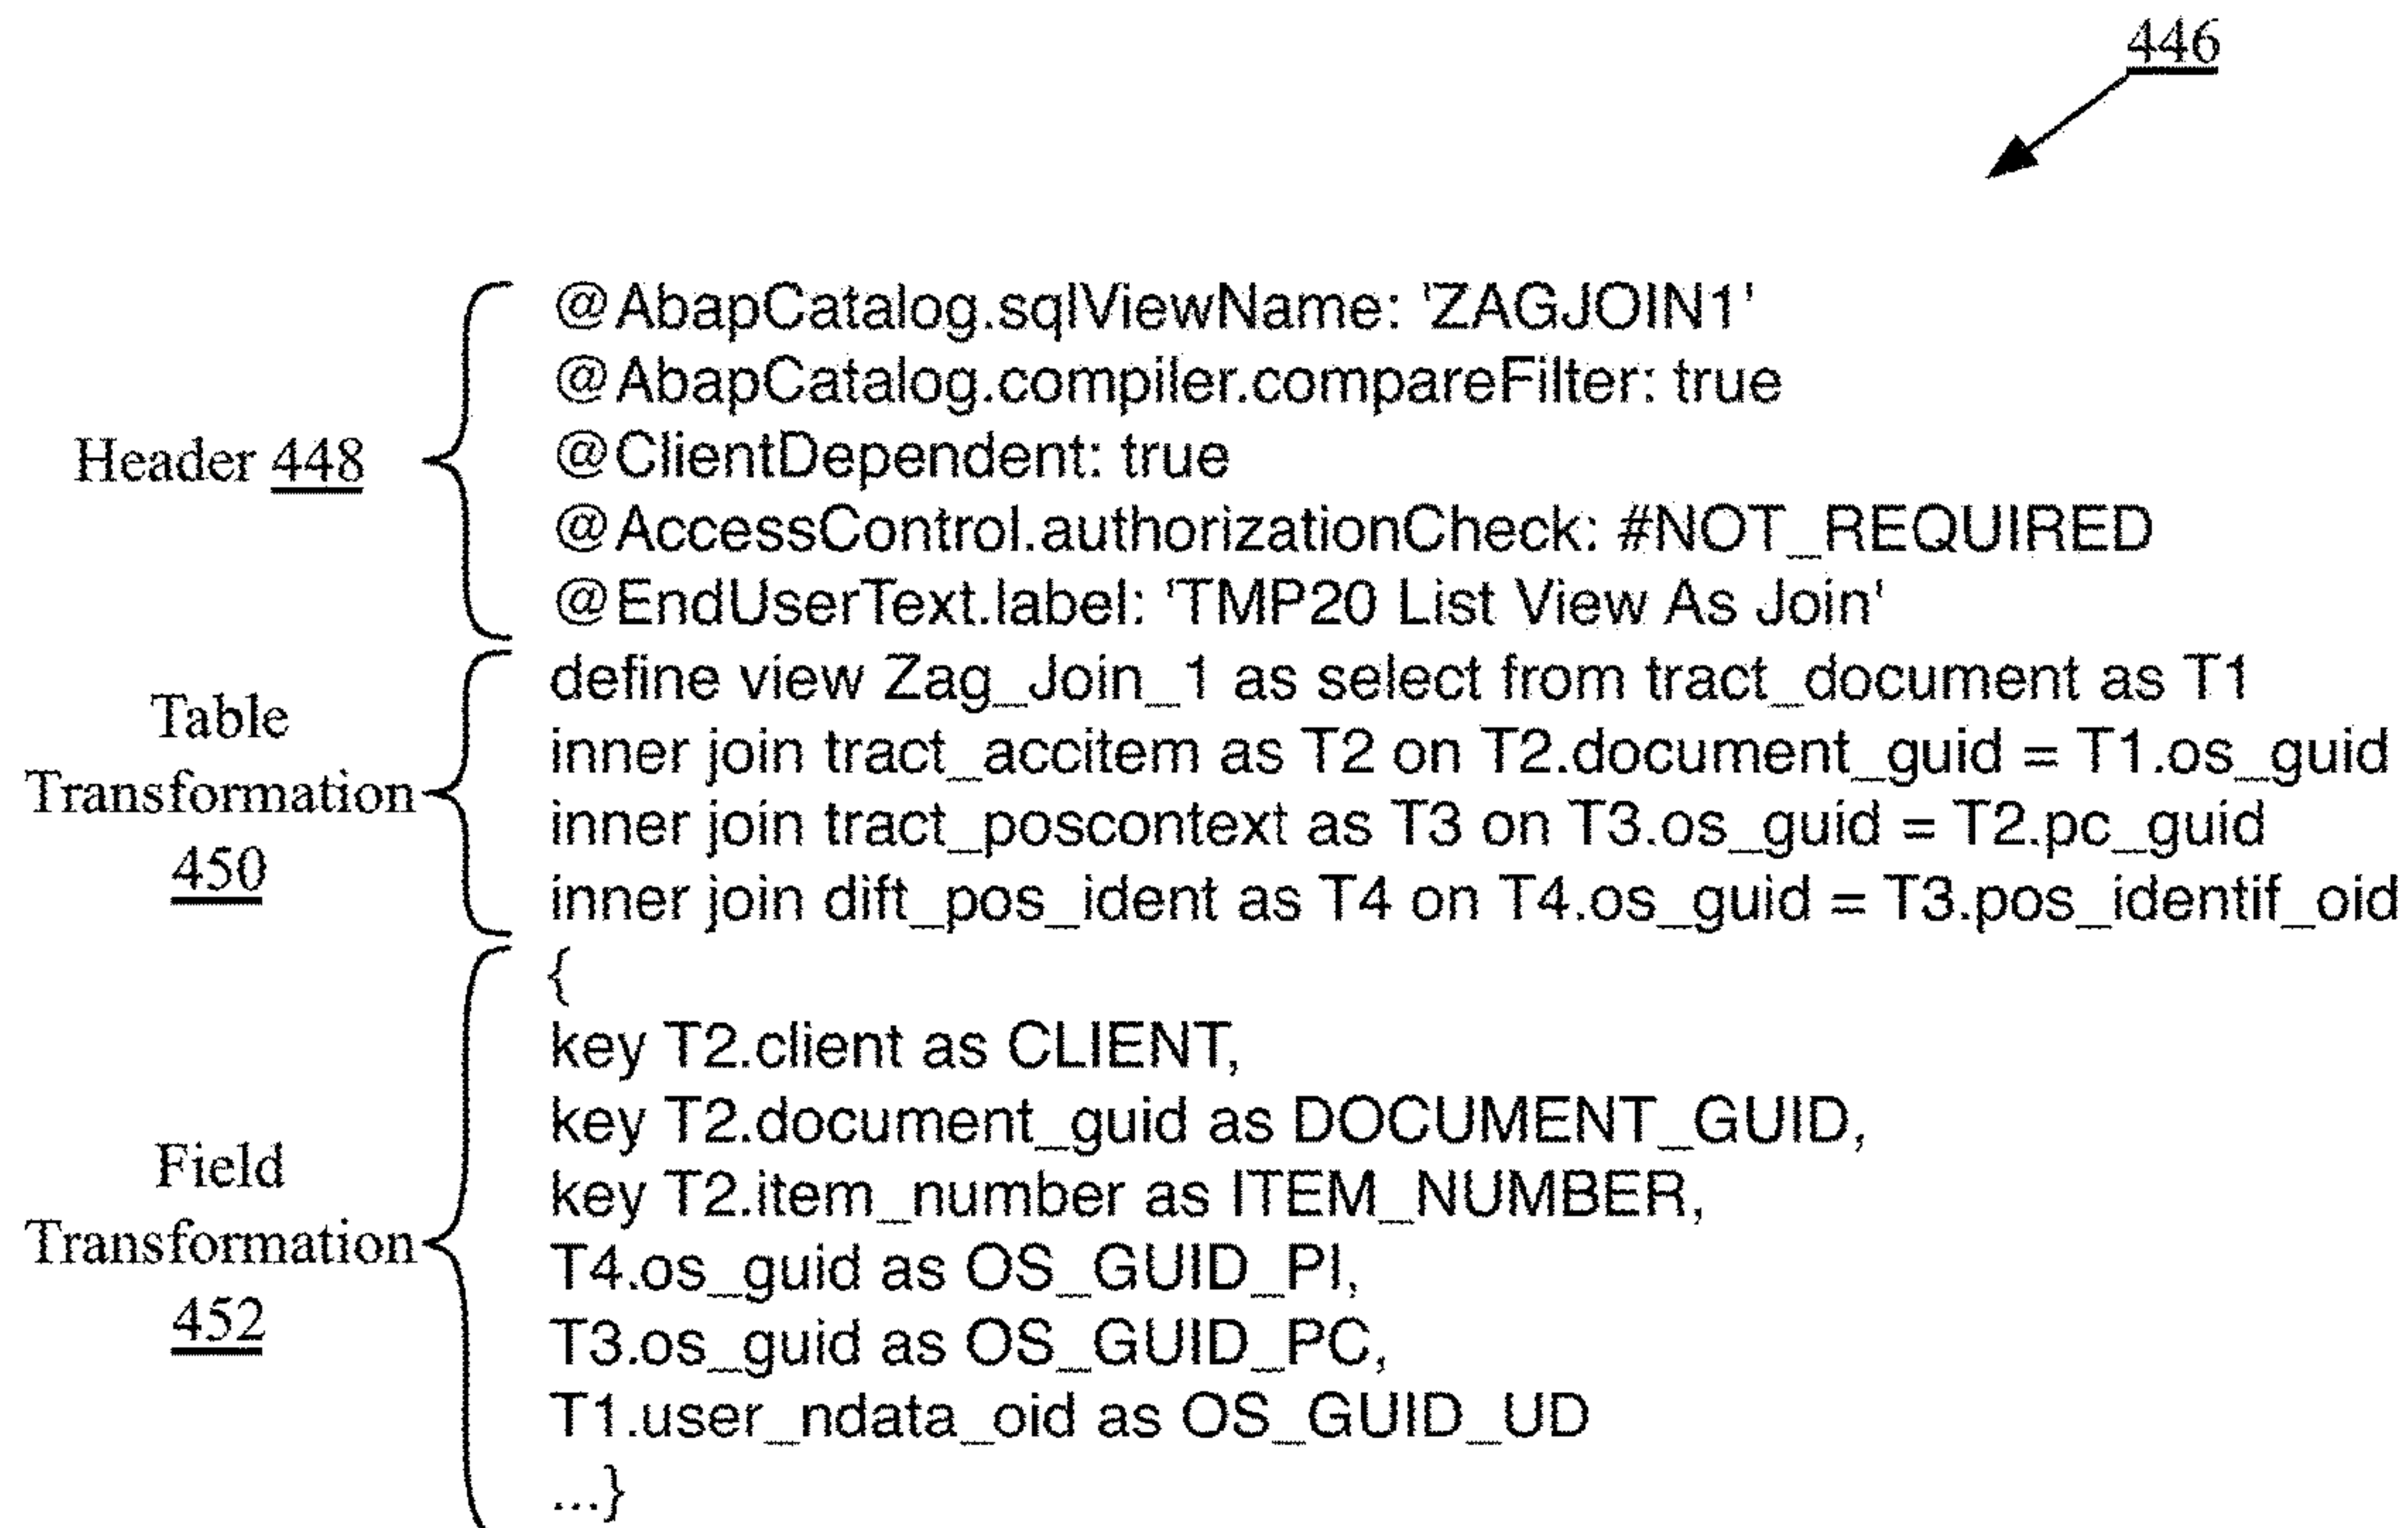 446
@AbapCatalog.sqlViewName: 'ZAGJOIN1'
@AbapCatalog.compiler.compareFilter: true
Header 448
@ClientDependent: true
@AccessControl.authorizationCheck: #NOT_REQUIRED
@EndUserText.label: 'TMP20 List View As Join'
Table
Transformation
450
define view Zag_Join_1 as select from tract_document as T1
inner join tract_accitem as T2 on T2.document_guid = T1.os_guid
inner join tract_poscontext as T3 on T3.os_guid = T2.pc_guid
inner join dift_pos_ident as T4 on T4.os_guid = T3.pos_identif_oid
Field
Transformation
452
{
key T2.client as CLIENT,
key T2.document_guid as DOCUMENT_GUID,
key T2.item_number as ITEM_NUMBER,
T4.os_guid as OS_GUID_PI,
T3.os_guid as OS_GUID_PC,
T1.user_ndata_oid as OS_GUID_UD
...}